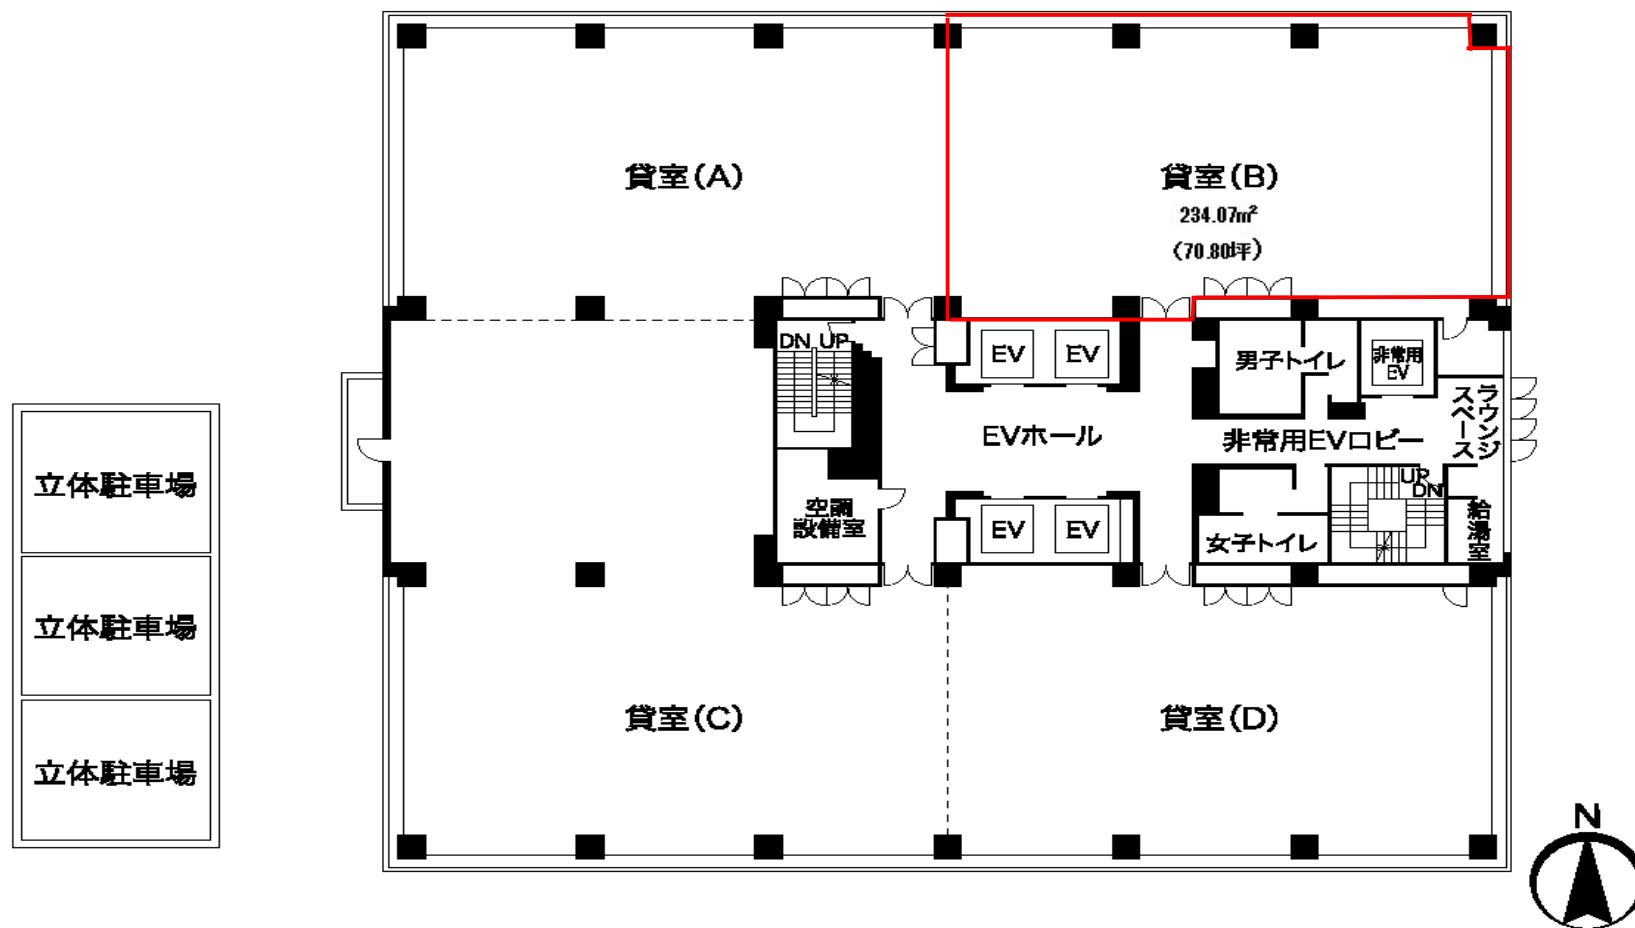 貸室(A)
貸室(B)
234.07㎡
(70.80坪)
DN UP
EV
EV
男子トイレ
非常用
EV
ラウンジ
スペース
EVホール
非常用EVロビー
立体駐車場
UP
DN
空調
設備室
EV
EV
女子トイレ
給湯室
立体駐車場
貸室(C)
貸室(D)
立体駐車場
N